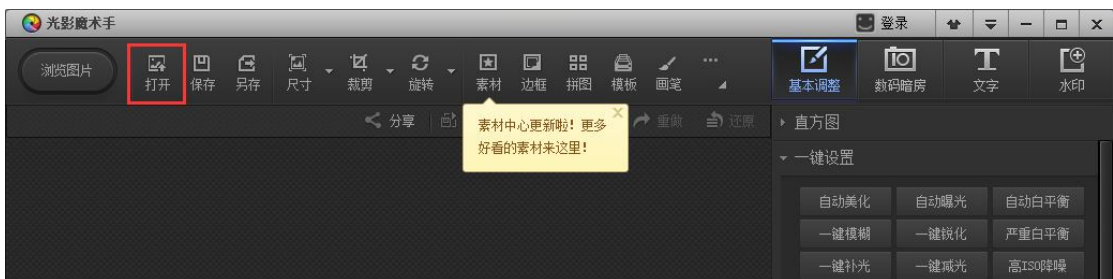 光影魔术手
登录
浏览图片
打开
保存
另存
尺寸
裁剪
旋转
素材
边框
拼图
模板
画笔
基本调整
数码暗房
文字
水印
分享
素材中心更新啦！更多
好看的素材来这里！
重做
还原
直方图
一键设置
自动美化
自动曝光
自动白平衡
一键模糊
一键锐化
严重白平衡
一键补光
一键减光
高ISO降噪